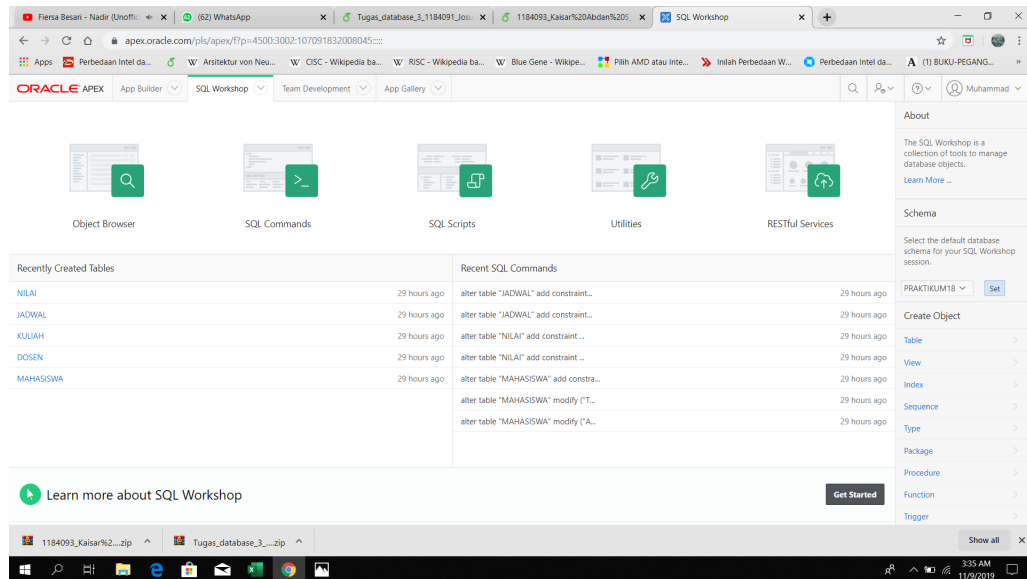 Fiersa Besari - Nadir (Unoffic
(62) WhatsApp
Tugas_database_3_1184091_Josu
1184093_Kaisar%20Abdan%20S_
SQL Workshop
apex.oracle.com/pls/apex/f?p=4500:3002:107091832008045:::::
Apps
Perbedaan Intel da...
Arsitektur von Neu...
CISC - Wikipedia ba...
RISC - Wikipedia ba...
Blue Gene - Wikipe...
Pilih AMD atau Inte...
Inilah Perbedaan W...
Perbedaan Intel da...
(1) BUKU-PEGANG...
ORACLE APEX
App Builder
SQL Workshop
Team Development
App Gallery
Muhammad
Object Browser
SQL Commands
SQL Scripts
Utilities
RESTful Services
Recently Created Tables
NILAI 29 hours ago
JADWAL 29 hours ago
KULIAH 29 hours ago
DOSEN 29 hours ago
MAHASISWA 29 hours ago
Recent SQL Commands
alter table "JADWAL" add constraint... 29 hours ago
alter table "JADWAL" add constraint... 29 hours ago
alter table "NILAI" add constraint ... 29 hours ago
alter table "NILAI" add constraint ... 29 hours ago
alter table "MAHASISWA" add constra... 29 hours ago
alter table "MAHASISWA" modify ("T... 29 hours ago
alter table "MAHASISWA" modify ("A... 29 hours ago
Learn more about SQL Workshop
Get Started
About
The SQL Workshop is a
collection of tools to manage
database objects.
Learn More ...
Schema
Select the default database
schema for your SQL Workshop
session.
PRAKTIKUM18
Set
Create Object
Table
View
Index
Sequence
Type
Package
Procedure
Function
Trigger
1184093_Kaisar%2....zip
Tugas_database_3_....zip
Show all
3:35 AM
11/9/2019